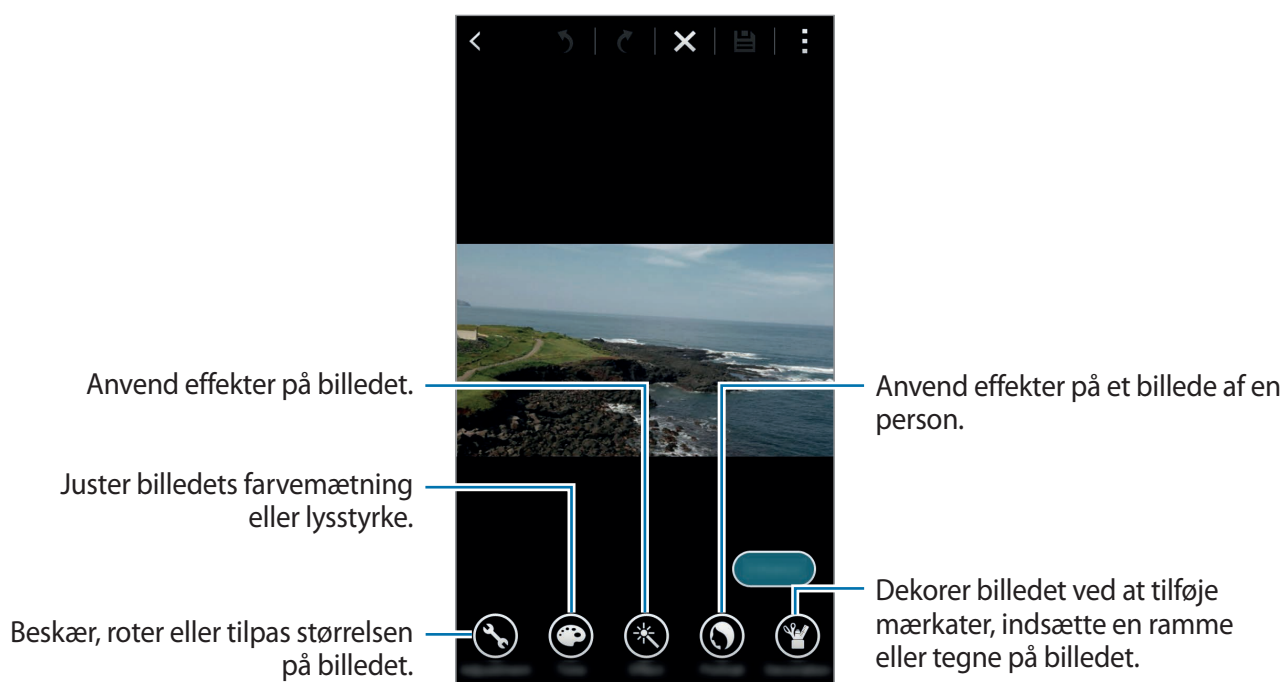 Anvend effekter på billedet.
Juster billedets farvemætning
eller lysstyrke.
Beskær, roter eller tilpas størrelsen
på billedet.
Anvend effekter på et billede af en
person.
Dekorer billedet ved at tilføje
mærkater, indsætte en ramme
eller tegne på billedet.